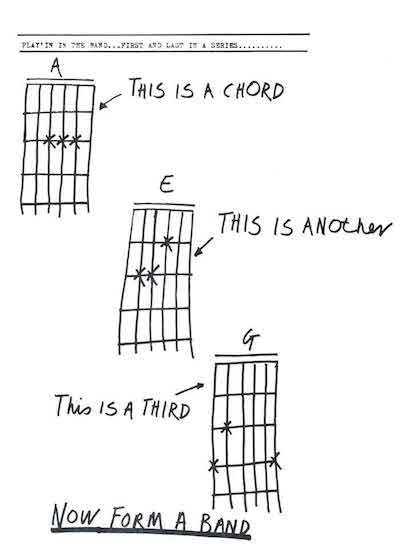 PLAY'IN IN THE BAND...FIRST AND LAST IN A SERIES..........
A
THIS IS A CHORD
E
THIS IS ANOTHER
G
THIS IS A THIRD
NOW FORM A BAND